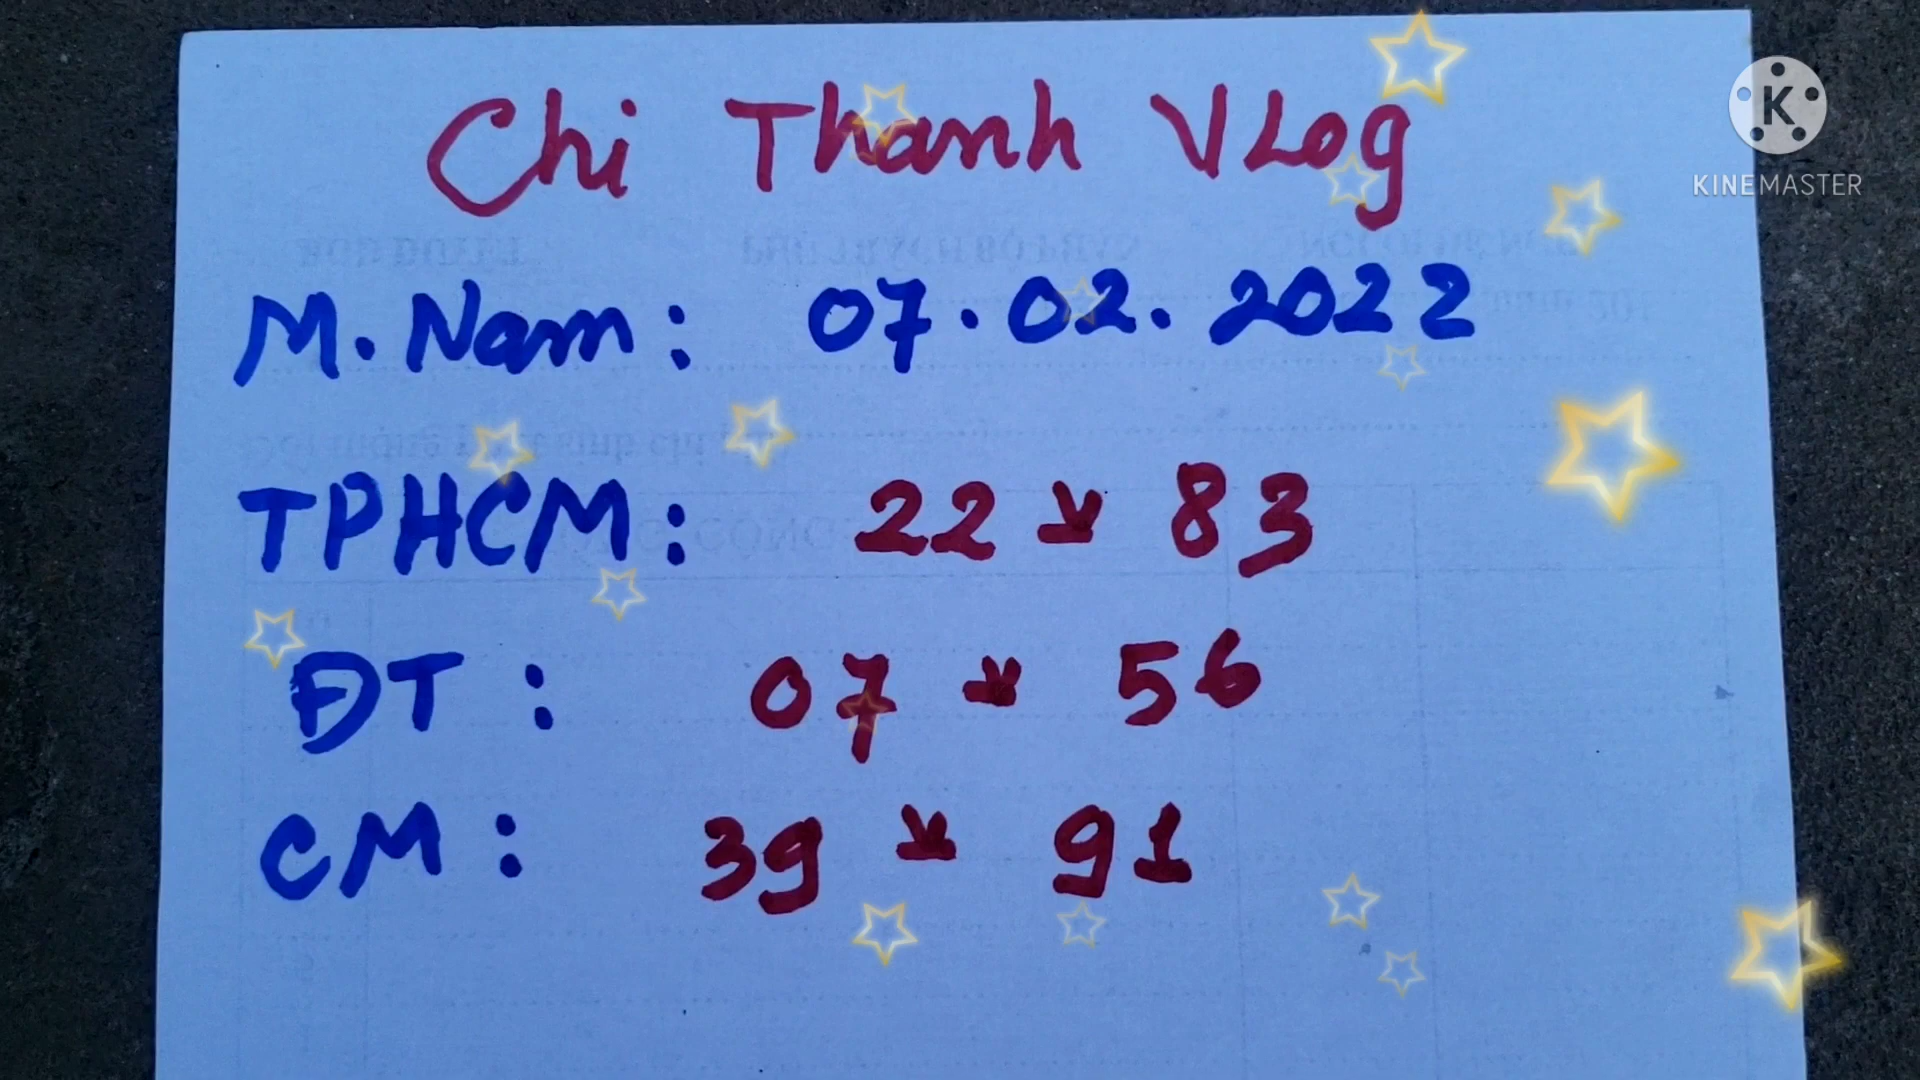 Chi Thanh VLog
K
KINEMASTER
M. Nam: 07.02.2022
TPHCM: 22 ↘ 83
ĐT: 07 ↘ 56
CM: 39 ↘ 91